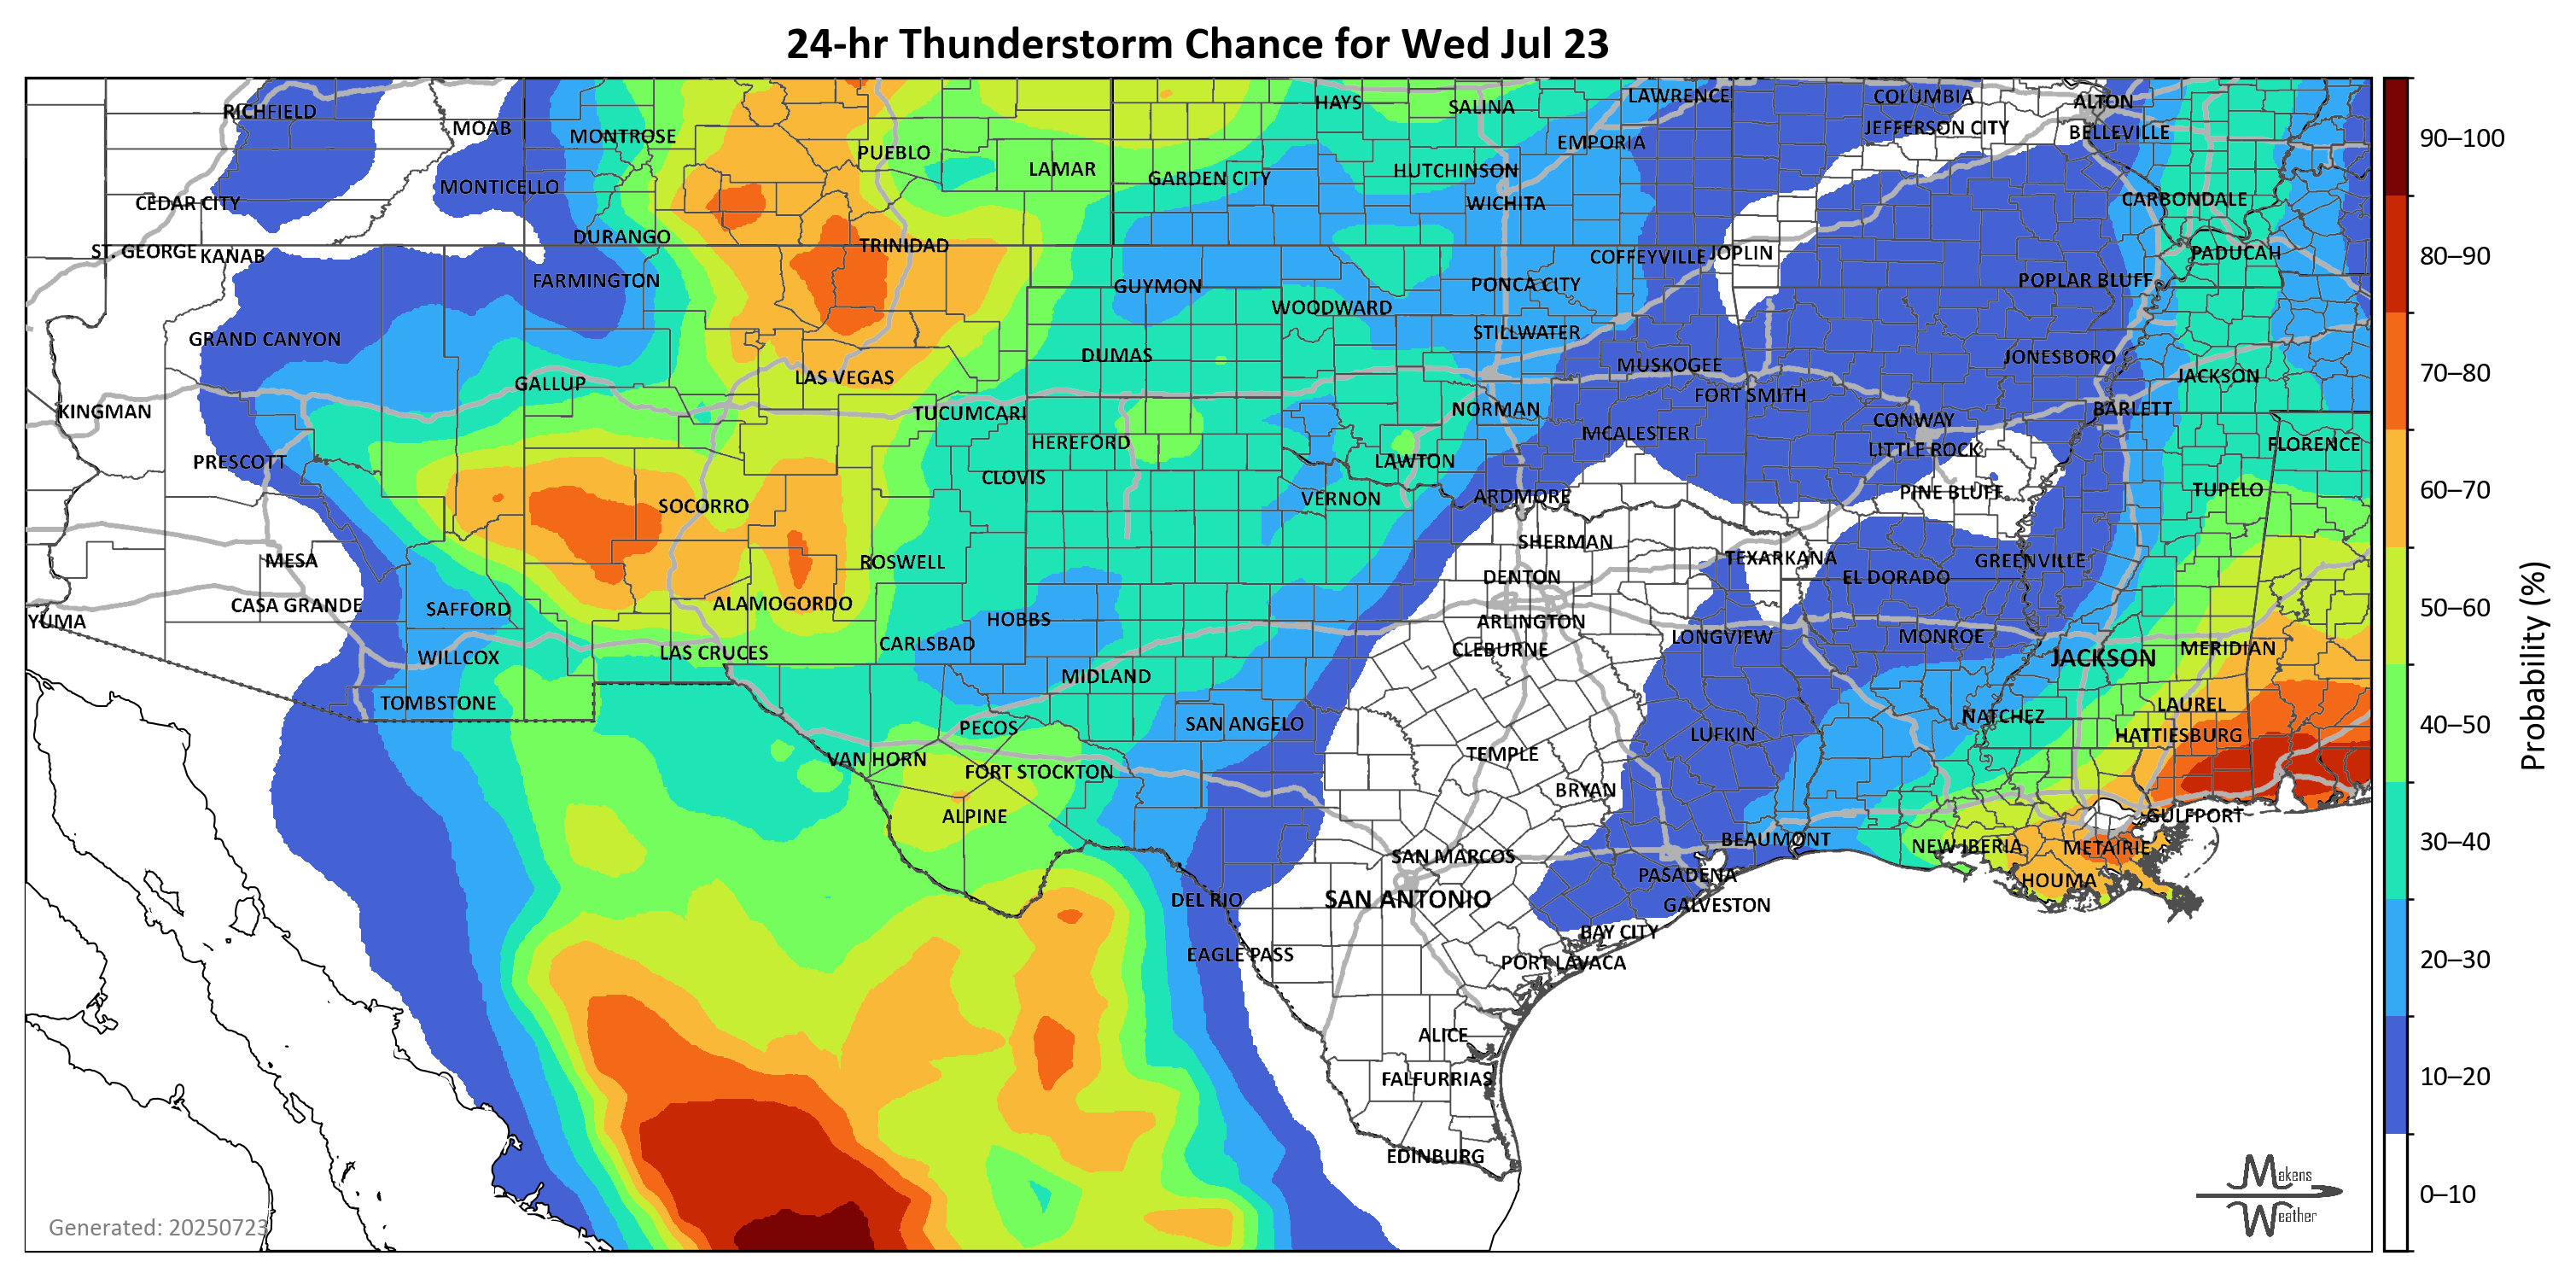 24-hr Thunderstorm Chance for Wed Jul 23
RICHFIELD
MOAB
MONTROSE
PUEBLO
LAMAR
HAYS
SALINA
LAWRENCE
COLUMBIA
ALTON
JEFFERSON CITY
BELLEVILLE
EMPORIA
HUTCHINSON
GARDEN CITY
MONTICELLO
CEDAR CITY
WICHITA
CARBONDALE
DURANGO
TRINIDAD
ST. GEORGE
KANAB
COFFEYVILLE
JOPLIN
PADUCAH
FARMINGTON
GUYMON
PONCA CITY
POPLAR BLUFF
WOODWARD
STILLWATER
GRAND CANYON
DUMAS
MUSKOGEE
JONESBORO
GALLUP
LAS VEGAS
JACKSON
FORT SMITH
KINGMAN
TUCUMCARI
NORMAN
BARLETT
CONWAY
MCALESTER
HEREFORD
LITTLE ROCK
FLORENCE
PRESCOTT
CLOVIS
LAWTON
VERNON
ARDMORE
PINE BLUFF
TUPELO
SOCORRO
SHERMAN
MESA
ROSWELL
TEXARKANA
GREENVILLE
DENTON
EL DORADO
CASA GRANDE
SAFFORD
ALAMOGORDO
HOBBS
YUMA
ARLINGTON
LONGVIEW
MONROE
WILLCOX
LAS CRUCES
CARLSBAD
CLEBURNE
JACKSON
MERIDIAN
MIDLAND
TOMBSTONE
LAUREL
PECOS
SAN ANGELO
NATCHEZ
LUFKIN
HATTIESBURG
VAN HORN
FORT STOCKTON
TEMPLE
BRYAN
ALPINE
GULFPORT
BEAUMONT
NEW IBERIA
METAIRIE
SAN MARCOS
PASADENA
HOUMA
DEL RIO
SAN ANTONIO
GALVESTON
BAY CITY
EAGLE PASS
PORT LAVACA
ALICE
FALFURRIAS
EDINBURG
Generated: 20250723
Makens
Weather
90–100
80–90
70–80
60–70
50–60
40–50
30–40
20–30
10–20
0–10
Probability (%)